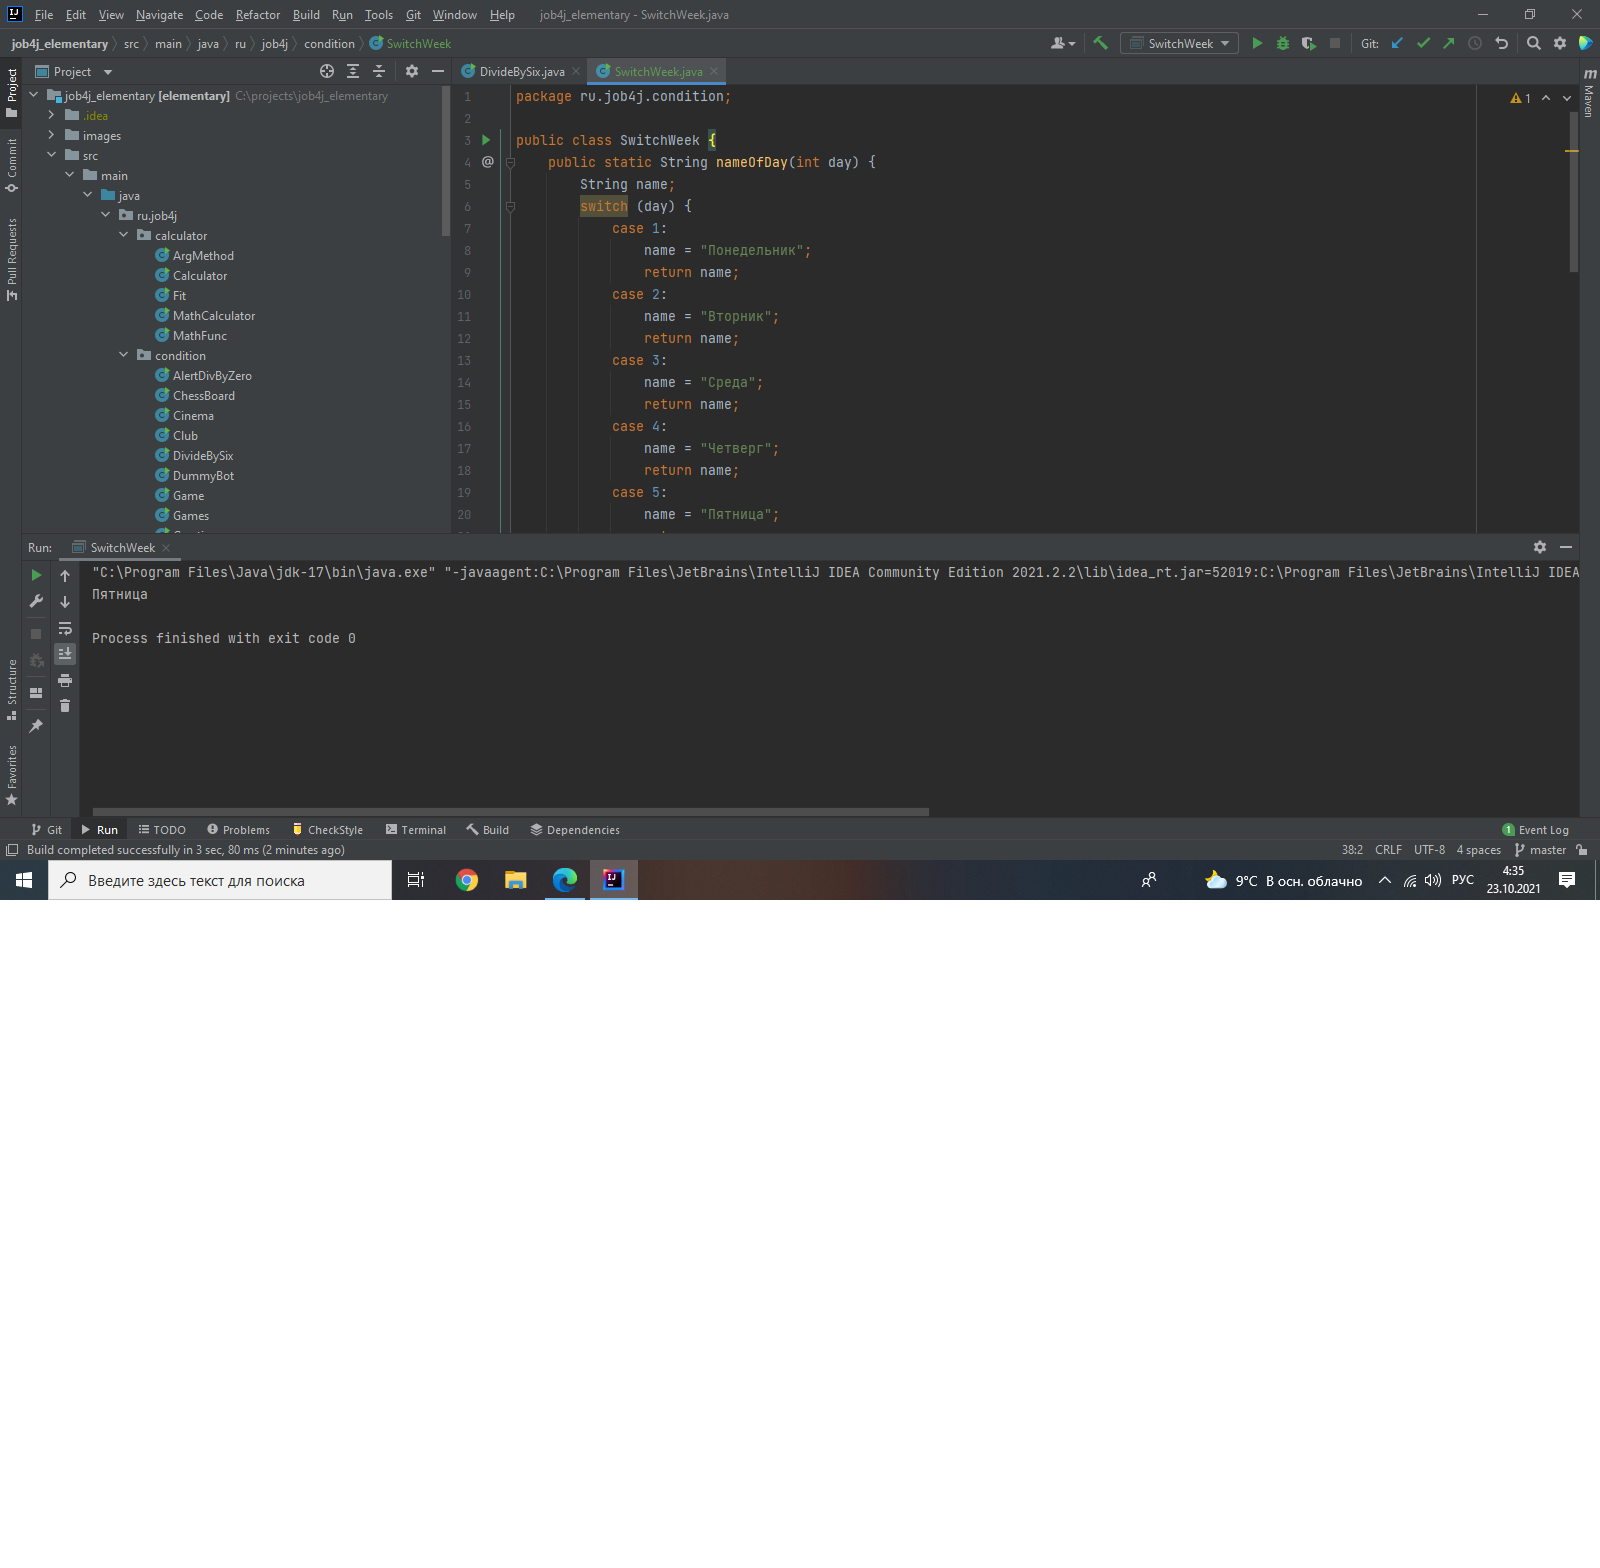 File Edit View Navigate Code Refactor Build Run Tools Git Window Help job4j_elementary - SwitchWeek.java
job4j_elementary src main java ru job4j condition SwitchWeek
SwitchWeek Git:
Project
DivideBySix.java SwitchWeek.java
Project
Commit
Pull Requests
Structure
Favorites
m Maven
job4j_elementary [elementary] C:\projects\job4j_elementary
.idea
images
src
main
java
ru.job4j
calculator
ArgMethod
Calculator
Fit
MathCalculator
MathFunc
condition
AlertDivByZero
ChessBoard
Cinema
Club
DivideBySix
DummyBot
Game
Games
1
1 package ru.job4j.condition;
2
3 public class SwitchWeek {
4 @ public static String nameOfDay(int day) {
5 String name;
6 switch (day) {
7 case 1:
8 name = "Понедельник";
9 return name;
10 case 2:
11 name = "Вторник";
12 return name;
13 case 3:
14 name = "Среда";
15 return name;
16 case 4:
17 name = "Четверг";
18 return name;
19 case 5:
20 name = "Пятница";
Run: SwitchWeek
"C:\Program Files\Java\jdk-17\bin\java.exe" "-javaagent:C:\Program Files\JetBrains\IntelliJ IDEA Community Edition 2021.2.2\lib\idea_rt.jar=52019:C:\Program Files\JetBrains\IntelliJ IDEA
Пятница
Process finished with exit code 0
Git Run TODO Problems CheckStyle Terminal Build Dependencies 1 Event Log
Build completed successfully in 3 sec, 80 ms (2 minutes ago) 38:2 CRLF UTF-8 4 spaces master
Введите здесь текст для поиска
9°C В осн. облачно РУС
4:35
23.10.2021